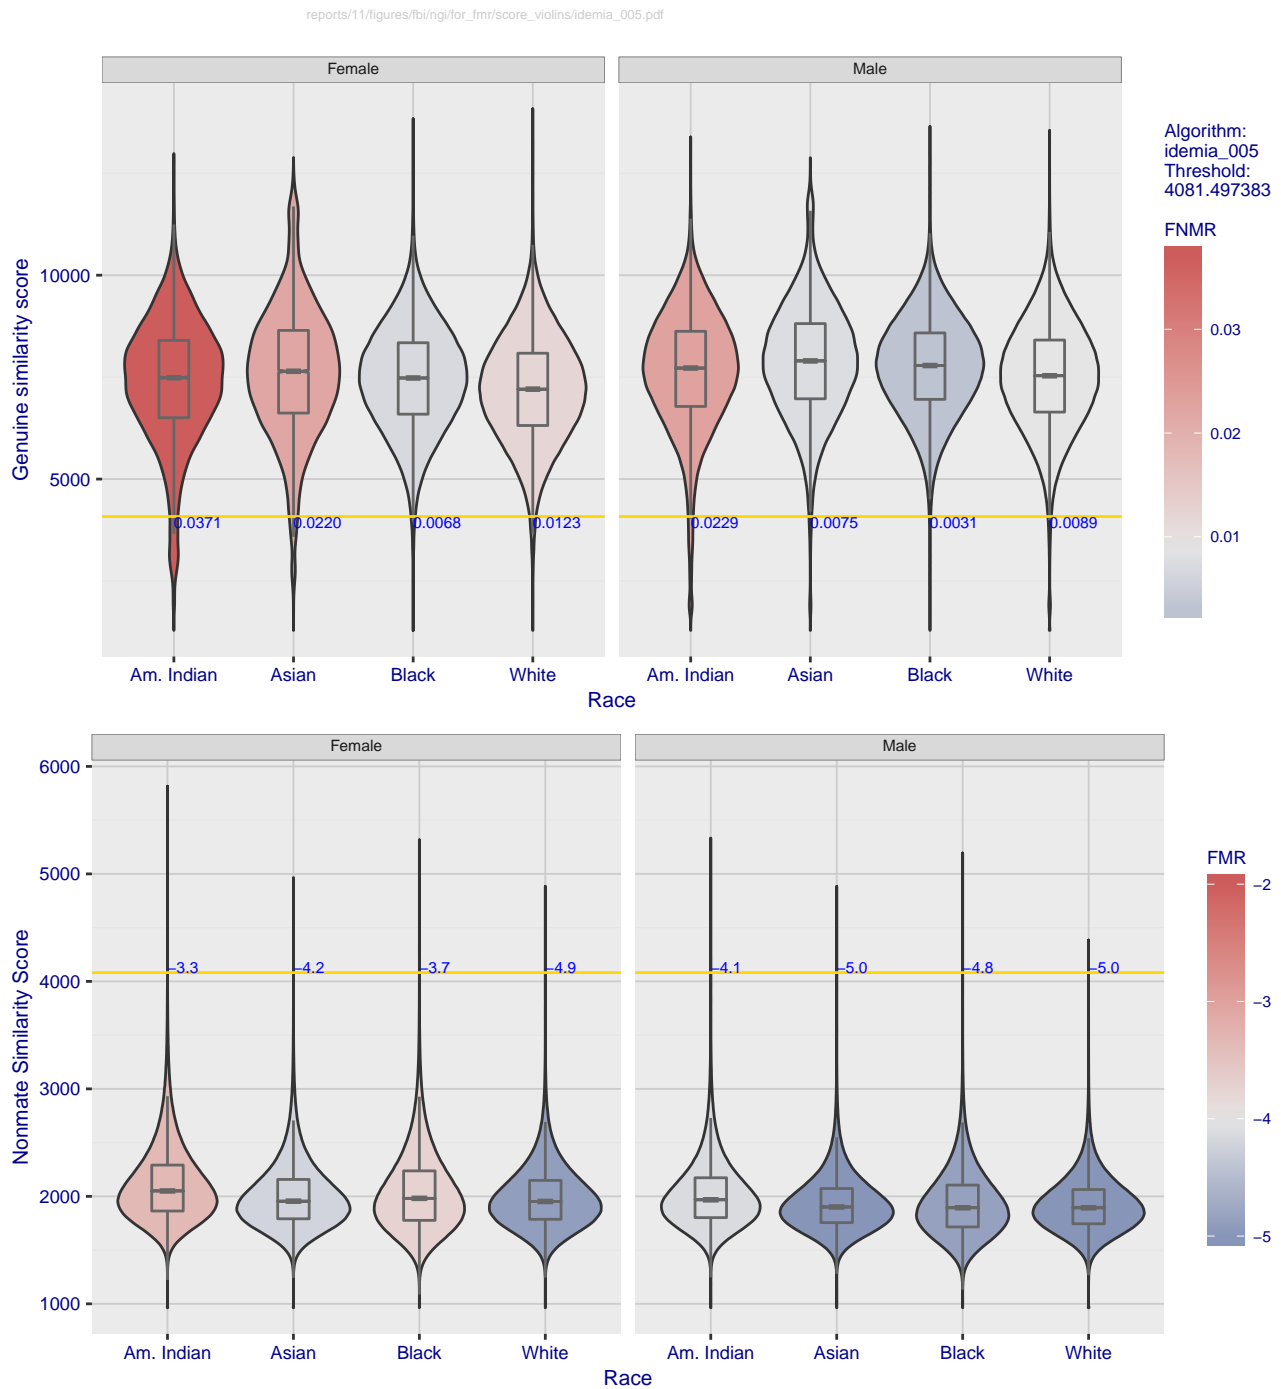 reports/11/figures/fbi/ngi/for_fmr/score_violins/idemia_005.pdf
Female
Male
Genuine similarity score
10000
5000
0.0371
0.0220
0.0068
0.0123
0.0229
0.0075
0.0031
0.0089
Am. Indian
Asian
Black
White
Am. Indian
Asian
Black
White
Race
Algorithm:
idemia_005
Threshold:
4081.497383
FNMR
0.03
0.02
0.01
Female
Male
Nonmate Similarity Score
6000
5000
4000
3000
2000
1000
−3.3
−4.2
−3.7
−4.9
−4.1
−5.0
−4.8
−5.0
Am. Indian
Asian
Black
White
Am. Indian
Asian
Black
White
Race
FMR
−2
−3
−4
−5